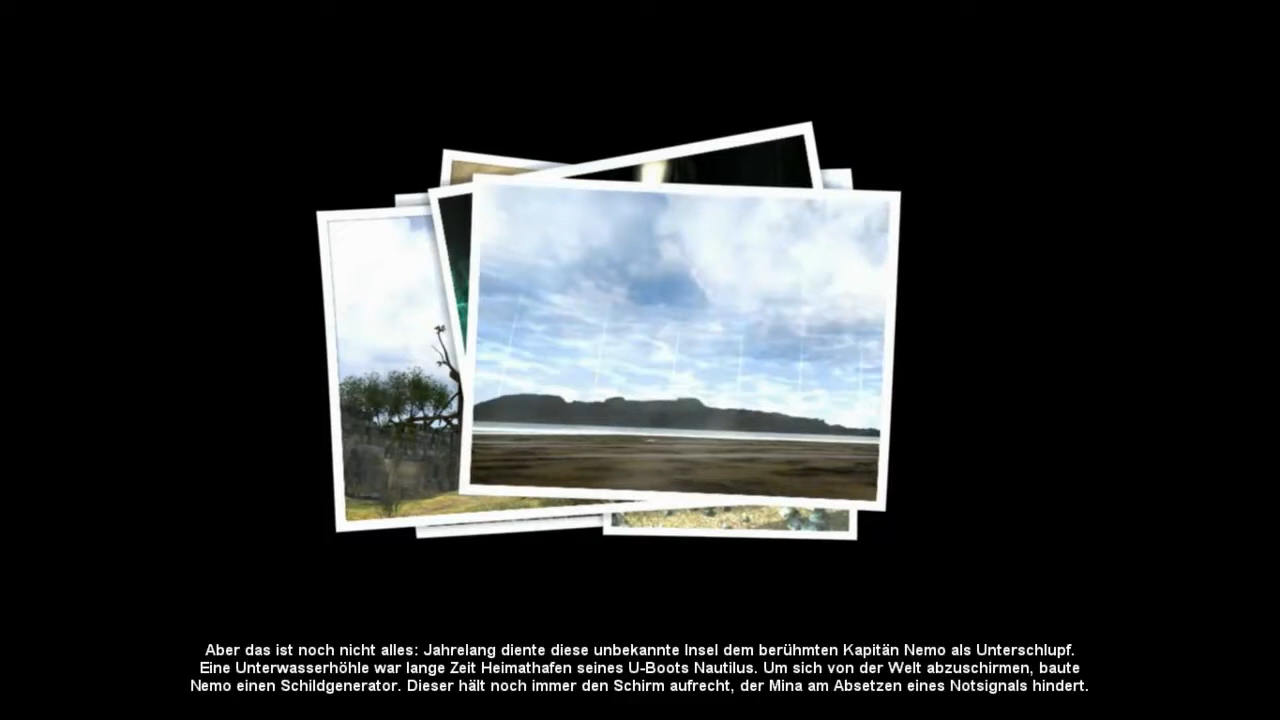 Aber das ist noch nicht alles: Jahrelang diente diese unbekannte Insel dem berühmten Kapitän Nemo als Unterschlupf.
Eine Unterwasserhöhle war lange Zeit Heimathafen seines U-Boots Nautilus. Um sich von der Welt abzuschirmen, baute
Nemo einen Schildgenerator. Dieser hält noch immer den Schirm aufrecht, der Mina am Absetzen eines Notsignals hindert.